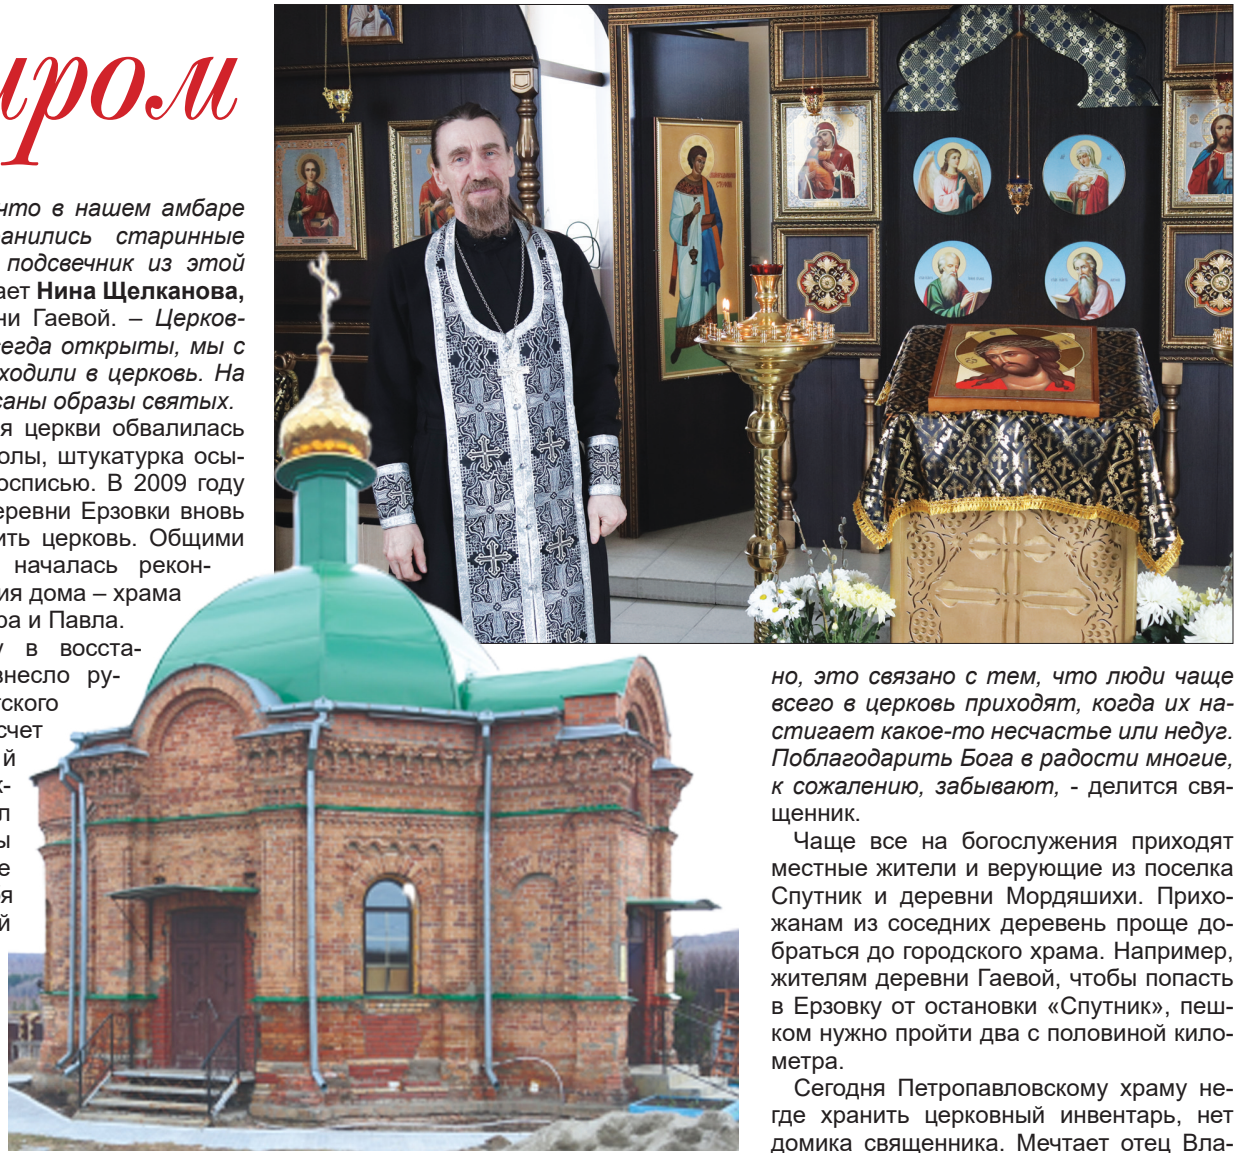 иром
что в нашем амбаре
анились старинные
подсвечник из этой
ает Нина Щелканова,
ни Гаевой. – Церков-
сегда открыты, мы с
ходили в церковь. На
саны образы святых.
я церкви обвалилась
олы, штукатурка осы-
осписью. В 2009 году
еревни Ерзовки вновь
ить церковь. Общими
началась рекон-
ия дома – храма
ра и Павла.
у в восста-
внесло ру-
тского
счет
й
к-
л
ы
е
я
й
но, это связано с тем, что люди чаще
всего в церковь приходят, когда их на-
стигает какое-то несчастье или недуг.
Поблагодарить Бога в радости многие,
к сожалению, забывают, - делится свя-
щенник.
Чаще все на богослужения приходят
местные жители и верующие из поселка
Спутник и деревни Мордяшихи. Прихо-
жанам из соседних деревень проще до-
браться до городского храма. Например,
жителям деревни Гаевой, чтобы попасть
в Ерзовку от остановки «Спутник», пеш-
ком нужно пройти два с половиной кило-
метра.
Сегодня Петропавловскому храму не-
где хранить церковный инвентарь, нет
домика священника. Мечтает отец Вла-